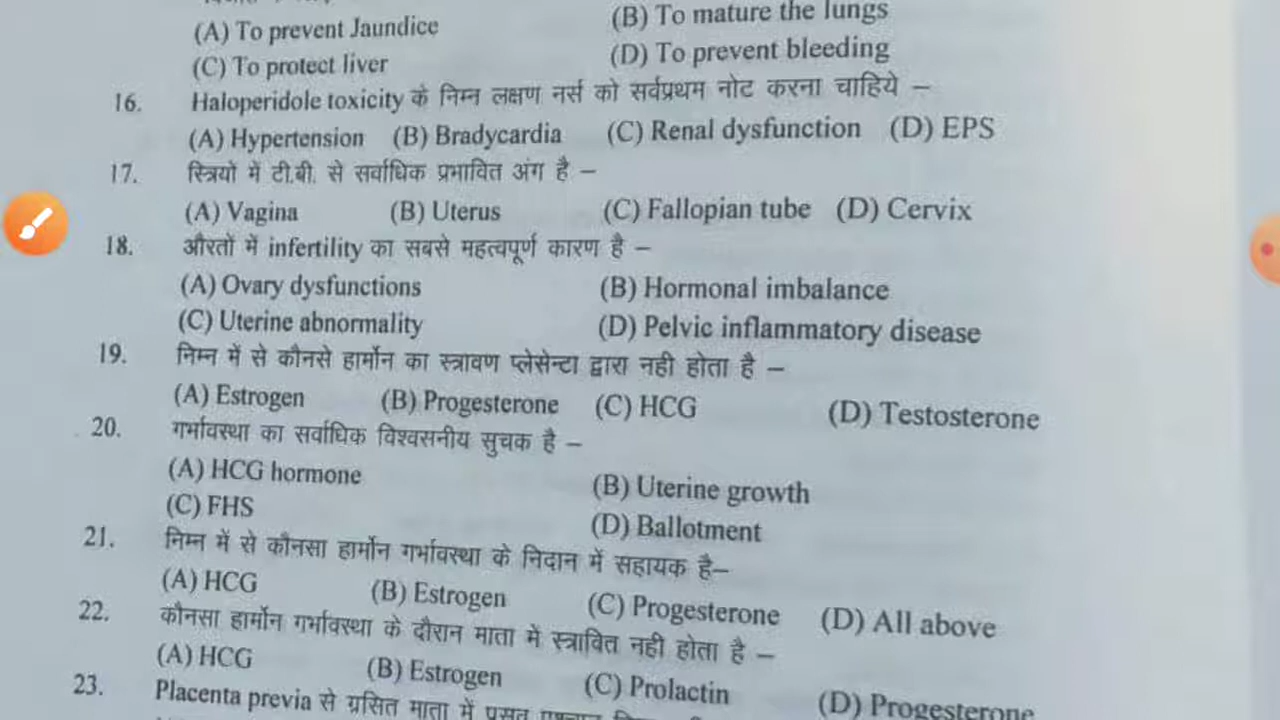 (A) To prevent Jaundice (B) To mature the lungs
(C) To protect liver (D) To prevent bleeding
16. Haloperidole toxicity के निम्न लक्षण नर्स को सर्वप्रथम नोट करना चाहिये –
(A) Hypertension (B) Bradycardia (C) Renal dysfunction (D) EPS
17. स्त्रियों में टी.बी. से सर्वाधिक प्रभावित अंग है –
(A) Vagina (B) Uterus (C) Fallopian tube (D) Cervix
18. औरतों में infertility का सबसे महत्वपूर्ण कारण है –
(A) Ovary dysfunctions (B) Hormonal imbalance
(C) Uterine abnormality (D) Pelvic inflammatory disease
19. निम्न में से कौनसे हार्मोन का स्त्रावण प्लेसेन्टा द्वारा नही होता है –
(A) Estrogen (B) Progesterone (C) HCG (D) Testosterone
20. गर्भावस्था का सर्वाधिक विश्वसनीय सुचक है –
(A) HCG hormone (B) Uterine growth
(C) FHS (D) Ballotment
21. निम्न में से कौनसा हार्मोन गर्भावस्था के निदान में सहायक है–
(A) HCG (B) Estrogen (C) Progesterone (D) All above
22. कौनसा हार्मोन गर्भावस्था के दौरान माता में स्त्रावित नही होता है –
(A) HCG (B) Estrogen (C) Prolactin (D) Progesterone
23. Placenta previa से ग्रसित माता में